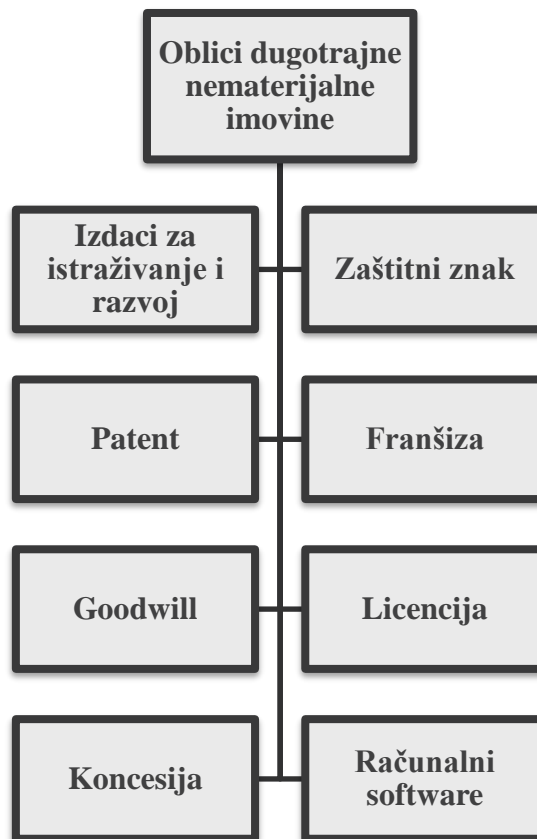 Oblici dugotrajne
nematerijalne
imovine
Izdaci za
istraživanje i
razvoj
Zaštitni znak
Patent
Franšiza
Goodwill
Licencija
Koncesija
Računalni
software